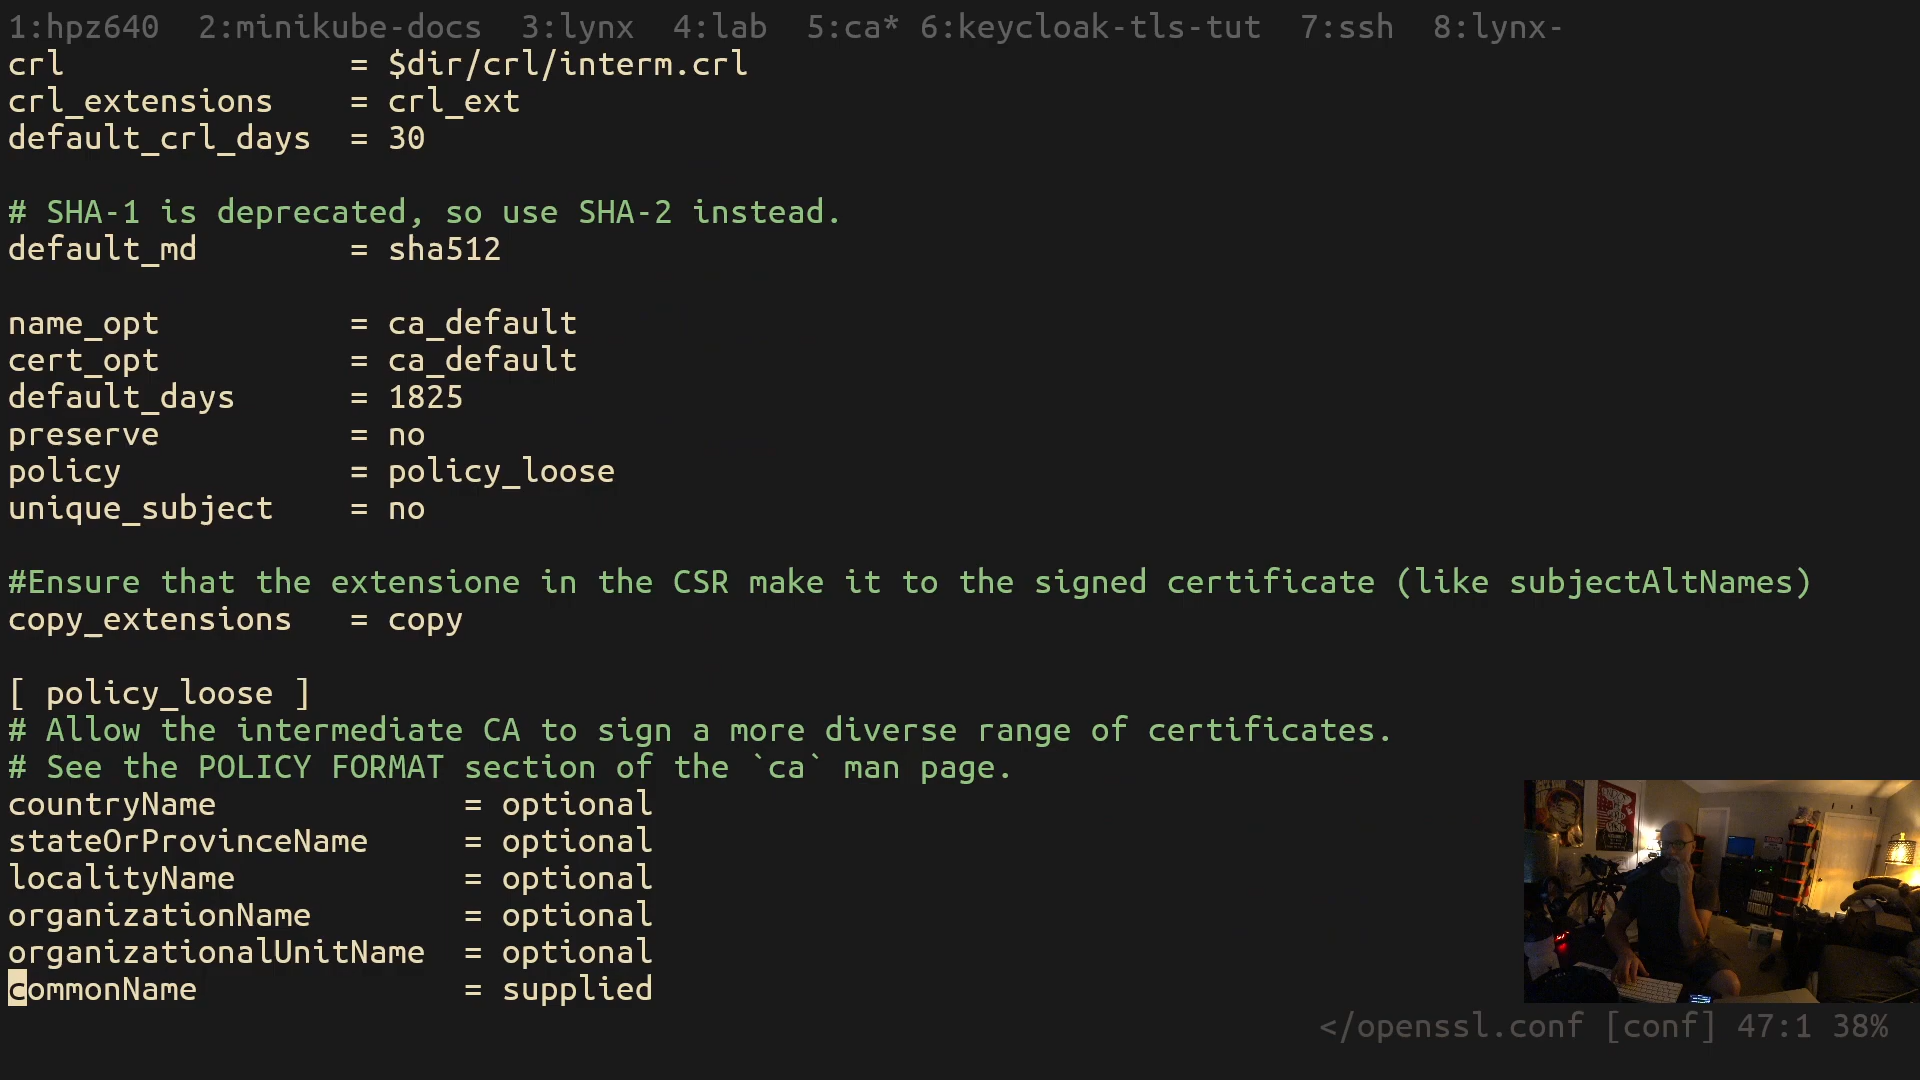 1:hpz640  2:minikube-docs  3:lynx  4:lab  5:ca* 6:keycloak-tls-tut  7:ssh  8:lynx-
crl               = $dir/crl/interm.crl
crl_extensions    = crl_ext
default_crl_days  = 30
# SHA-1 is deprecated, so use SHA-2 instead.
default_md        = sha512
name_opt          = ca_default
cert_opt          = ca_default
default_days      = 1825
preserve          = no
policy            = policy_loose
unique_subject    = no
#Ensure that the extensione in the CSR make it to the signed certificate (like subjectAltNames)
copy_extensions   = copy
[ policy_loose ]
# Allow the intermediate CA to sign a more diverse range of certificates.
# See the POLICY FORMAT section of the `ca` man page.
countryName             = optional
stateOrProvinceName     = optional
localityName            = optional
organizationName        = optional
organizationalUnitName  = optional
commonName              = supplied
</openssl.conf [conf] 47:1 38%